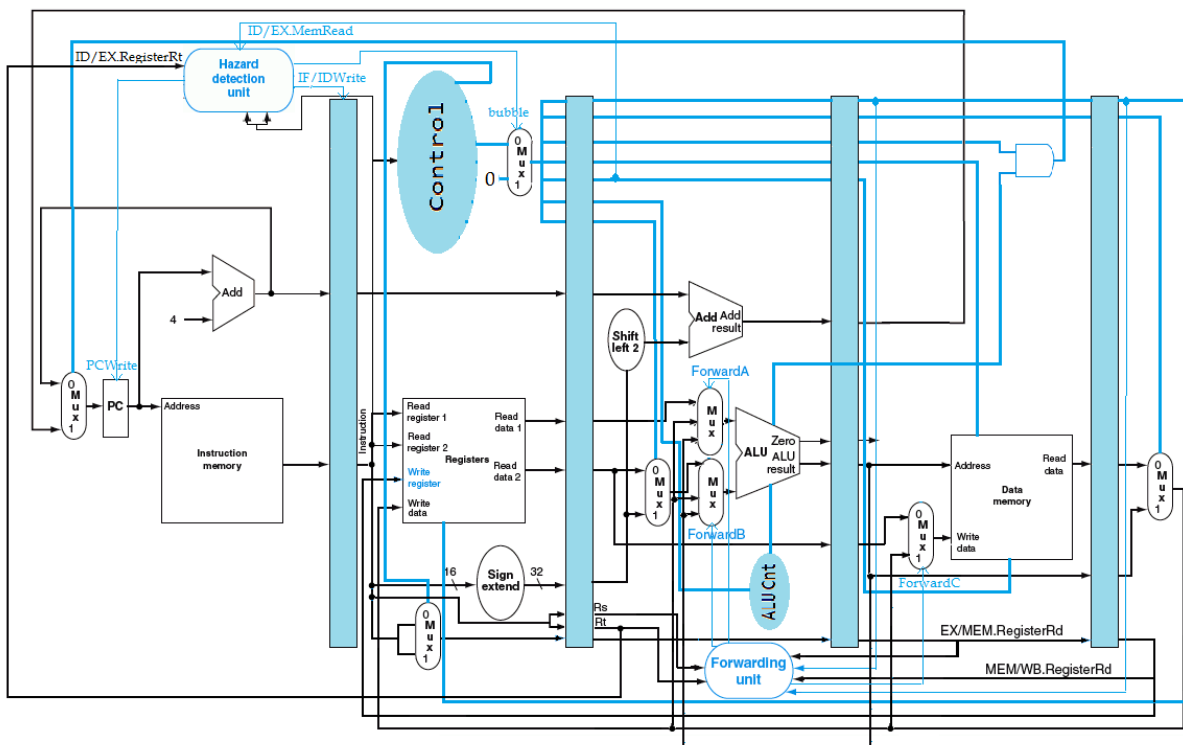 ID/EX.MemRead
ID/EX.RegisterRt
Hazard
detection
unit
IF/IDWrite
bubble
Control
0
M
u
x
1
0
Add
4
PCWrite
0
M
u
x
1
PC
Address
Instruction
memory
Instruction
Read
register 1
Read
register 2
Write
register
Write
data
Registers
Read
data 1
Read
data 2
16
Sign
extend
32
0
M
u
x
1
Shift
left 2
Add
Add
result
ForwardA
M
u
x
M
u
x
ForwardB
0
M
u
x
1
ALU
Zero
ALU
result
ALU Cnt
Rs
Rt
Forwarding
unit
0
M
u
x
1
ForwardC
Address
Write
data
Read
data
Data
memory
0
M
u
x
1
EX/MEM.RegisterRd
MEM/WB.RegisterRd